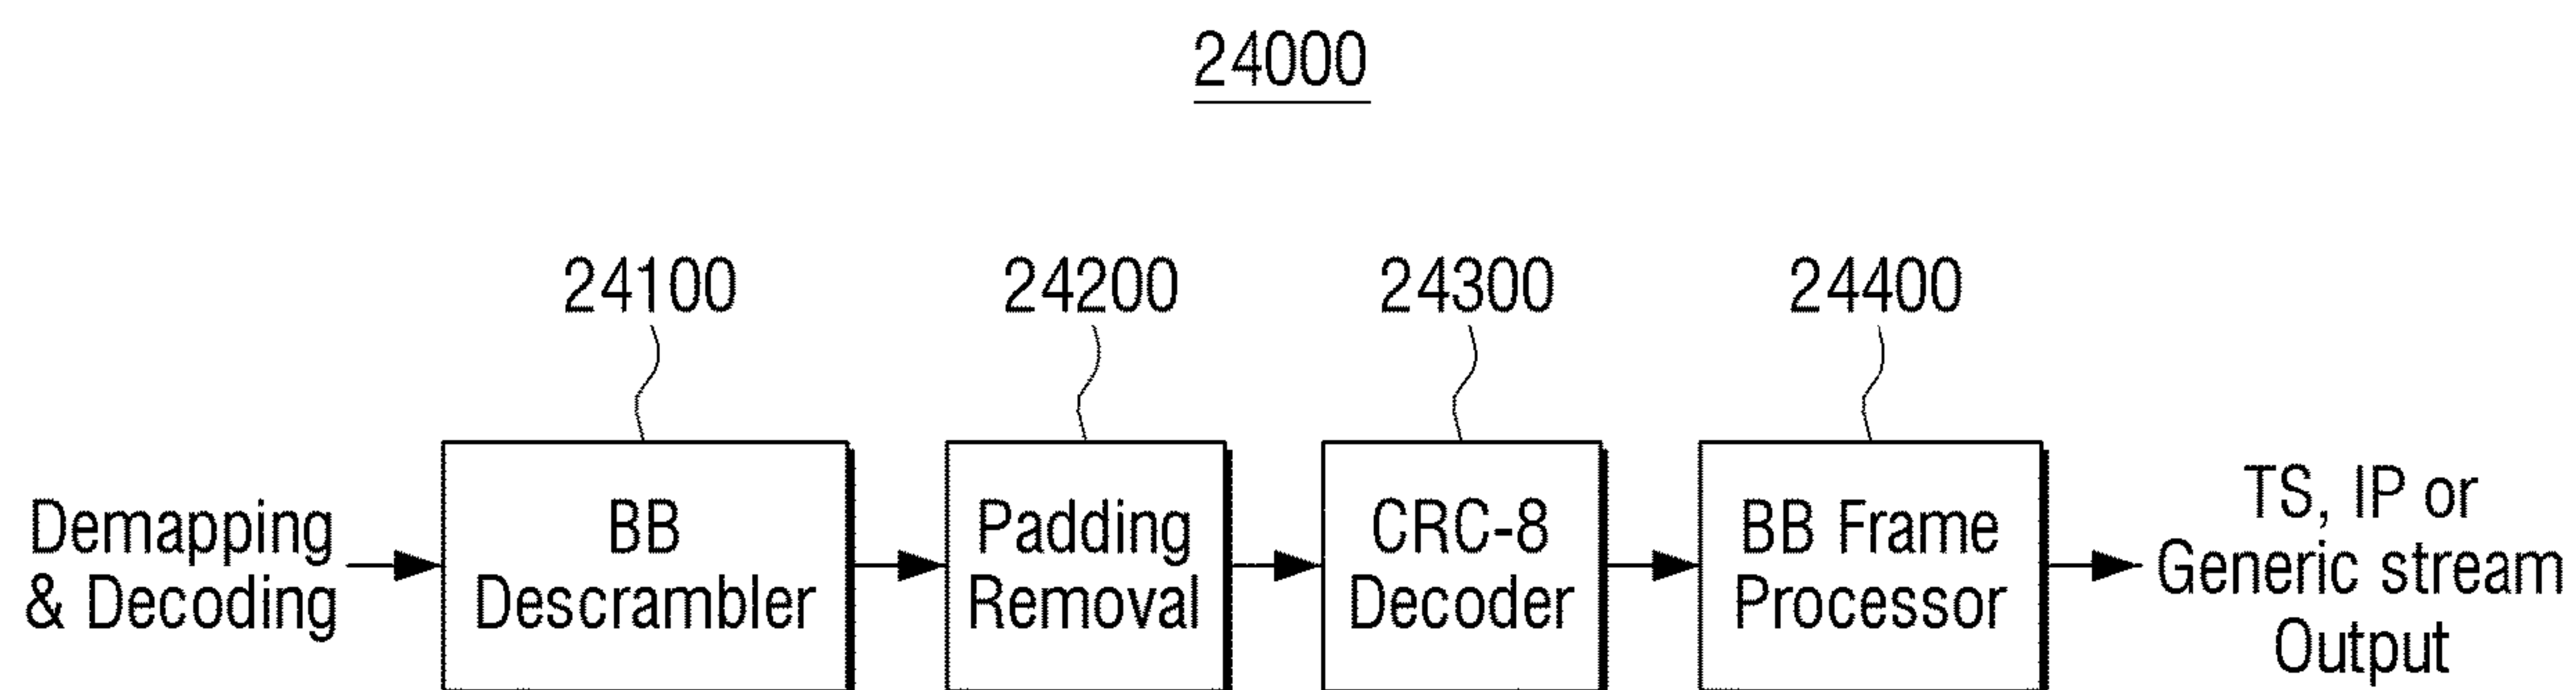 24000
24100
24200
24300
24400
Demapping
& Decoding
BB
Descrambler
Padding
Removal
CRC-8
Decoder
BB Frame
Processor
TS, IP or
Generic stream
Output